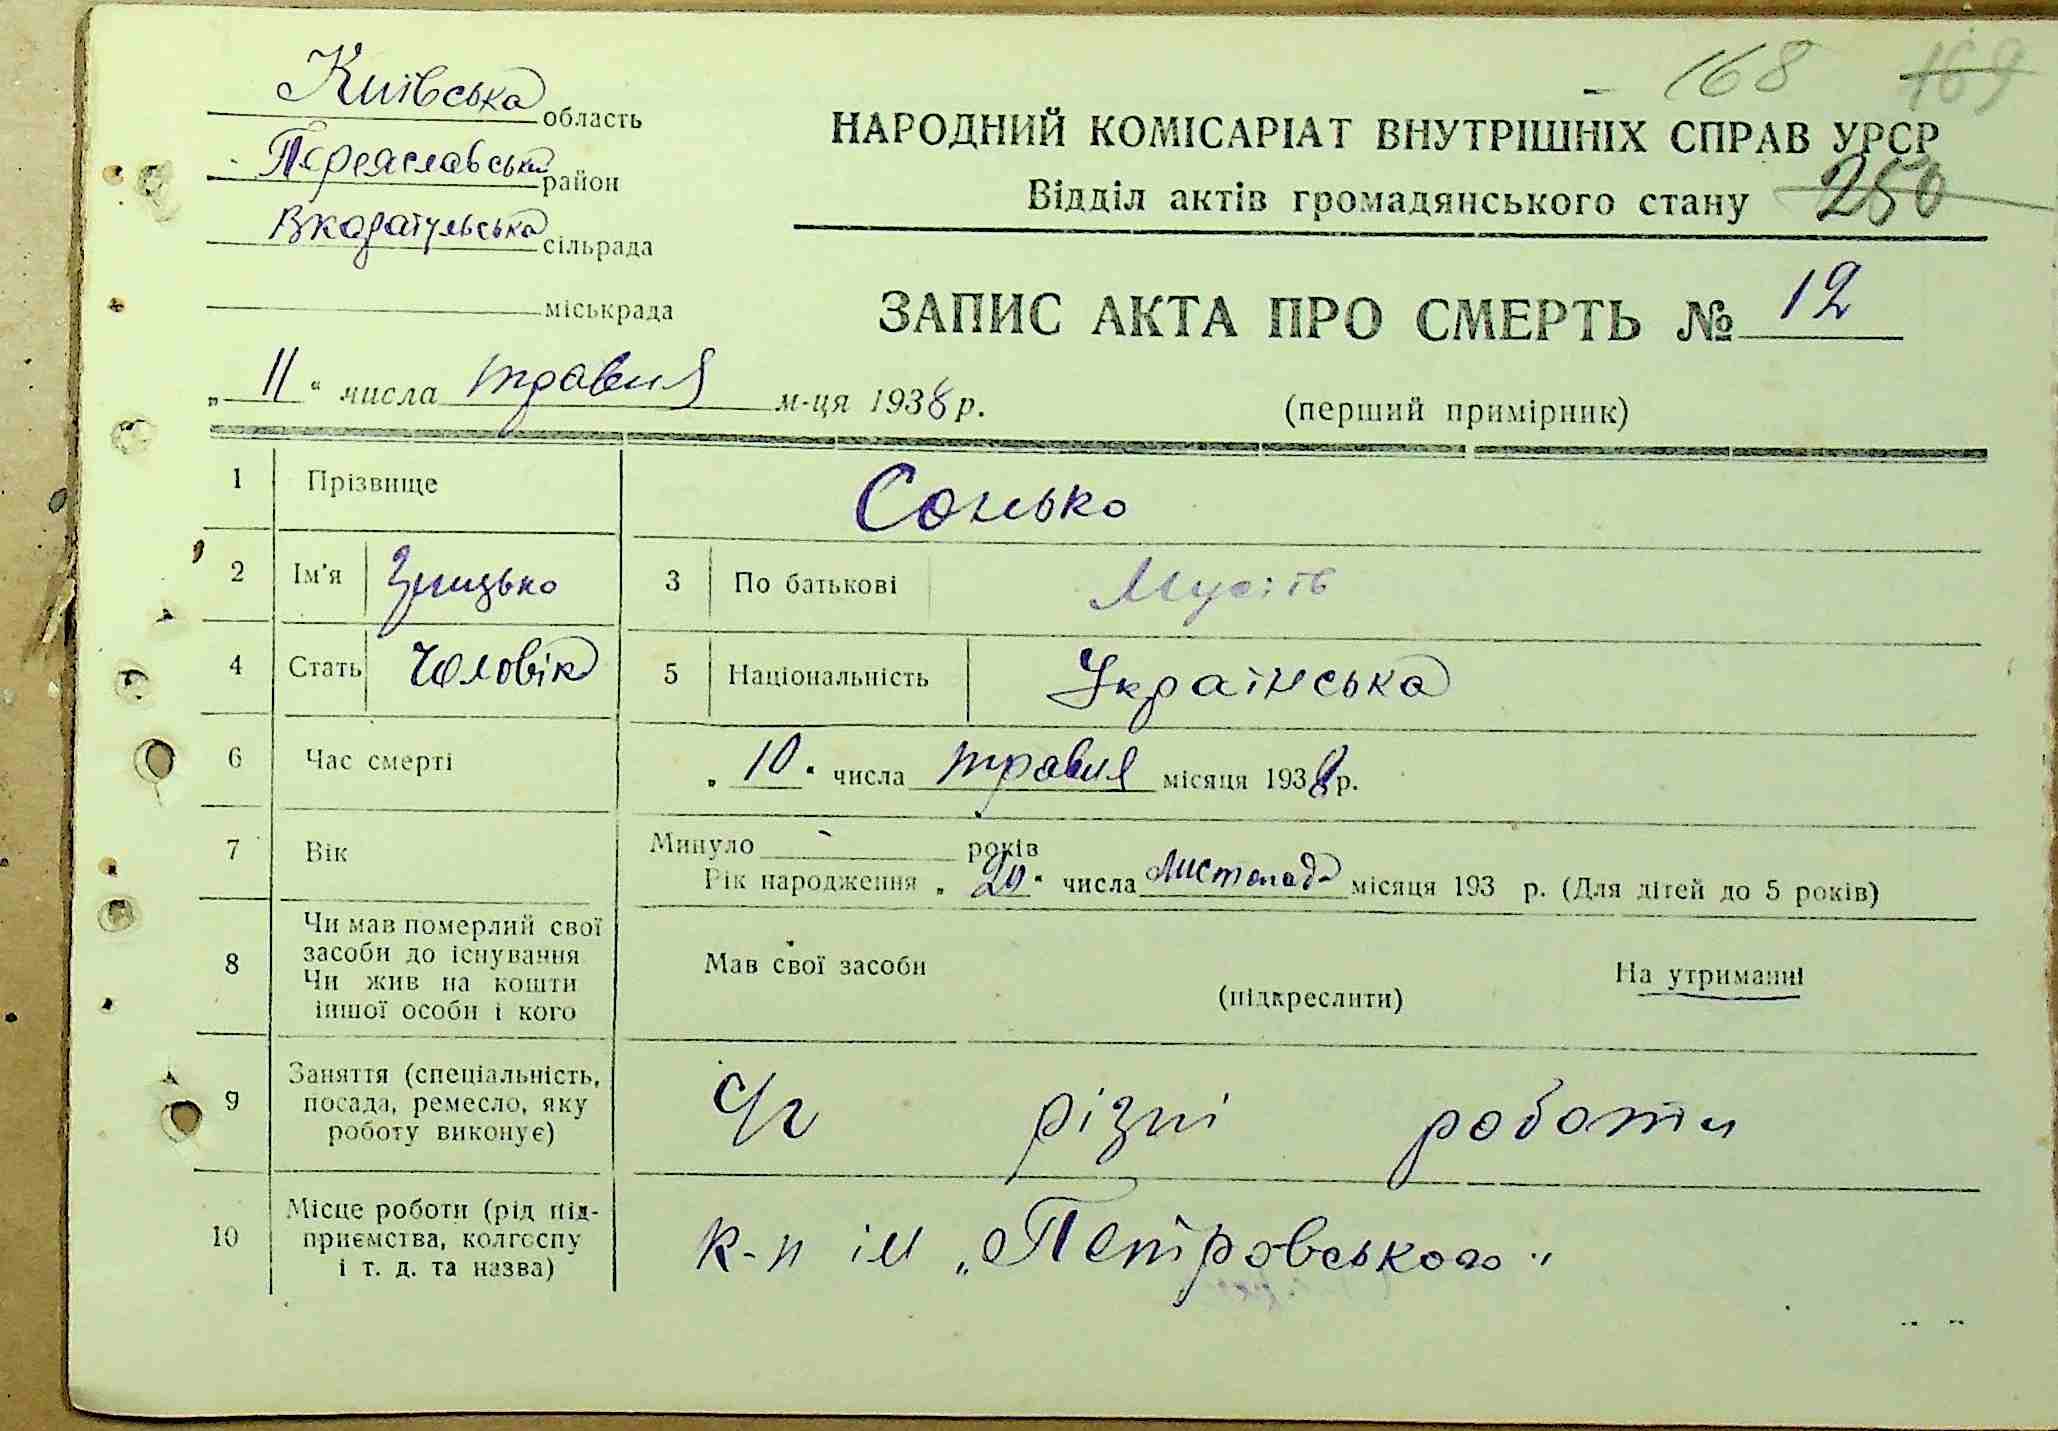 168 169
Київська область
Переяславський район
Вкаратульська сільрада
міськрада
НАРОДНИЙ КОМІСАРІАТ ВНУТРІШНІХ СПРАВ УРСР
Відділ актів громадянського стану 250
ЗАПИС АКТА ПРО СМЕРТЬ № 12
„ 11 “ числа травня м-ця 1938 р.
(перший примірник)
1 Прізвище Сонько
2 Ім'я Грицько 3 По батькові Мусіїв
4 Стать Чоловік 5 Національність Українська
6 Час смерті „ 10 “ числа травня місяця 1938 р.
7 Вік Минуло - років
Рік народження „ 20 “ числа листопада місяця 193 р. (Для дітей до 5 років)
8 Чи мав померлий свої засоби до існування Чи жив на кошти іншої особи і кого
Мав свої засоби (підкреслити) На утриманні
9 Заняття (спеціальність, посада, ремесло, яку роботу виконує) с/г різні роботи
10 Місце роботи (рід підприємства, колгоспу і т. д. та назва) к-п ім „Петровського“